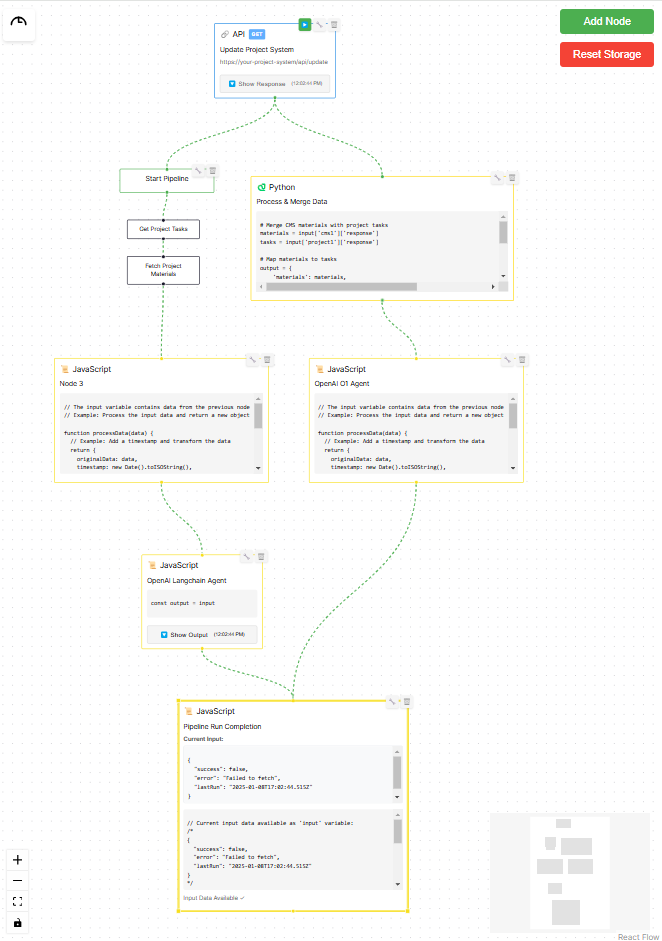 Add Node
Reset Storage
API GET
Update Project System
https://your-project-system/api/update
Show Response (12:02:44 PM)
Start Pipeline
Get Project Tasks
Fetch Project
Materials
Python
Process & Merge Data
# Merge CMS materials with project tasks
materials = input['cms1']['response']
tasks = input['project1']['response']
# Map materials to tasks
output = {
'materials': materials,
JavaScript
Node 3
// The input variable contains data from the previous node
// Example: Process the input data and return a new object
function processData(data) {
// Example: Add a timestamp and transform the data
return {
originalData: data,
timestamp: new Date().toISOString(),
JavaScript
OpenAI O1 Agent
// The input variable contains data from the previous node
// Example: Process the input data and return a new object
function processData(data) {
// Example: Add a timestamp and transform the data
return {
originalData: data,
timestamp: new Date().toISOString(),
JavaScript
OpenAI Langchain Agent
const output = input
Show Output (12:02:44 PM)
JavaScript
Pipeline Run Completion
Current Input:
{
"success": false,
"error": "Failed to fetch",
"lastRun": "2025-01-08T17:02:44.515Z"
}
// Current input data available as 'input' variable:
/*
{
"success": false,
"error": "Failed to fetch",
"lastRun": "2025-01-08T17:02:44.515Z"
}
*/
Input Data Available ✓
React Flow